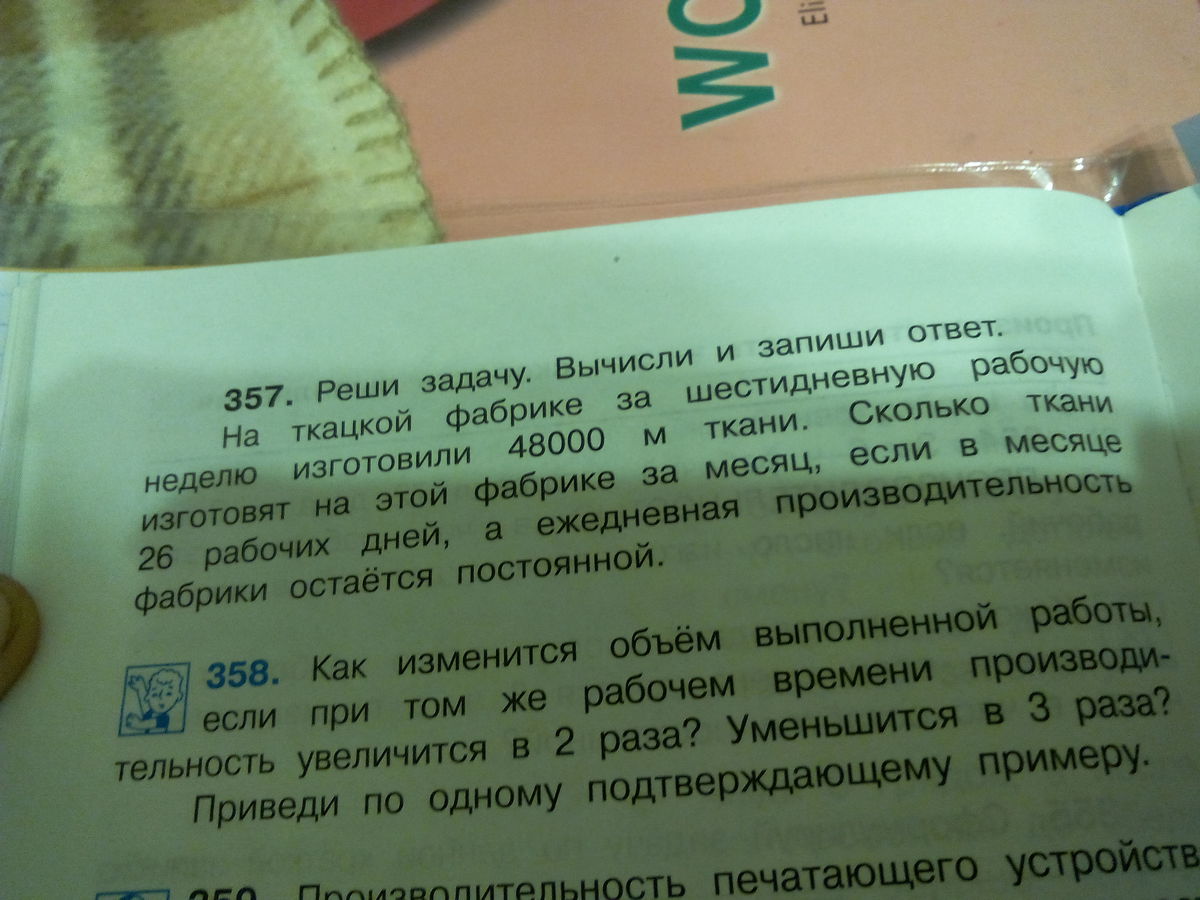 WO
Eli
357. Реши задачу. Вычисли и запиши ответ.
На ткацкой фабрике за шестидневную рабочую
неделю изготовили 48000 м ткани. Сколько ткани
изготовят на этой фабрике за месяц, если в месяце
26 рабочих дней, а ежедневная производительность
фабрики остаётся постоянной.
358. Как изменится объём выполненной работы,
если при том же рабочем времени производи-
тельность увеличится в 2 раза? Уменьшится в 3 раза?
Приведи по одному подтверждающему примеру.
359. Производительность печатающего устройств